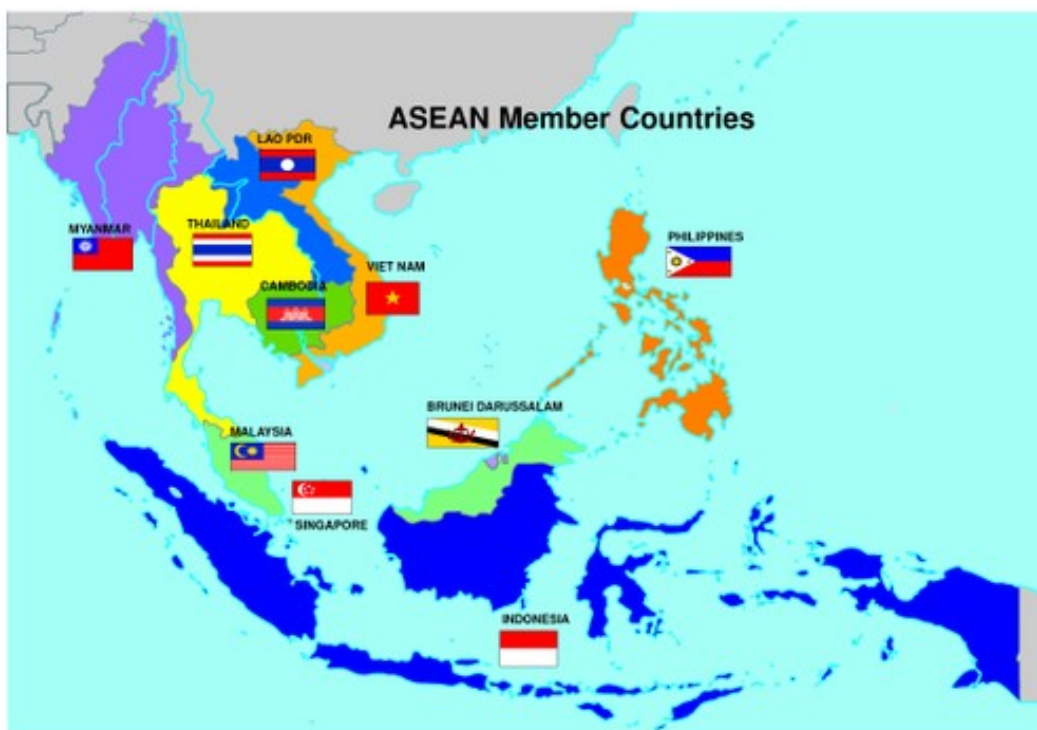 ASEAN Member Countries
LAO PDR
MYANMAR
THAILAND
PHILIPPINES
VIET NAM
CAMBODIA
BRUNEI DARUSSALAM
MALAYSIA
SINGAPORE
INDONESIA